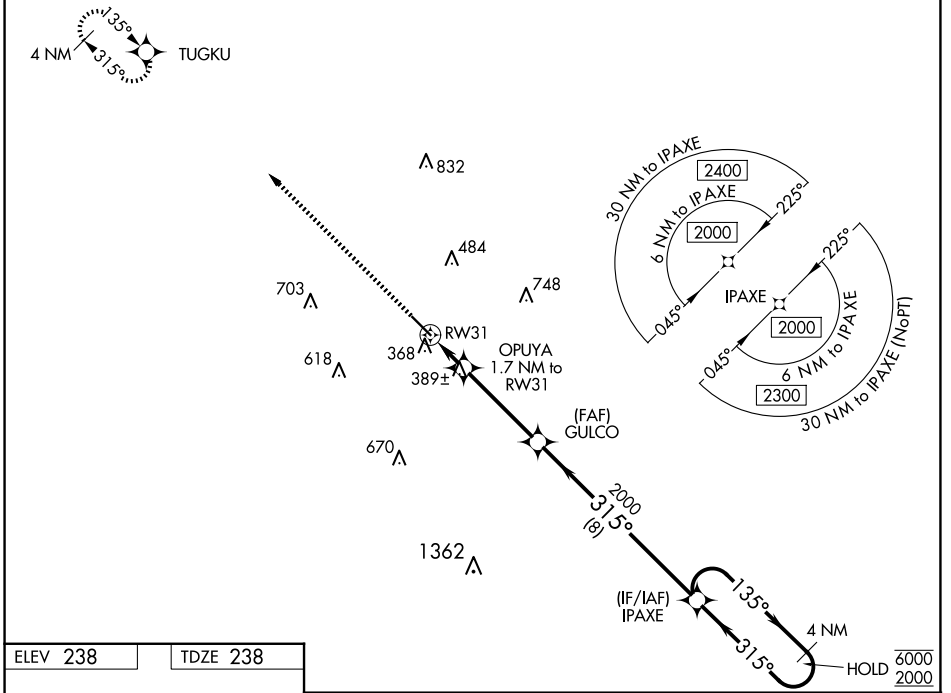 135°
4 NM
315°
TUGKU
832
484
748
703
RW31
368
618
389±
OPUYA
1.7 NM to
RW31
(FAF)
GULCO
670
2000
315°
(8)
1362
(IF/IAF)
IPAXE
135°
4 NM
315°
HOLD 6000
2000
30 NM to IPAXE
2400
6 NM to IPAXE
2000
225°
045°
IPAXE
225°
2000
045°
6 NM to IPAXE
2300
30 NM to IPAXE (NoPT)
ELEV 238
TDZE 238